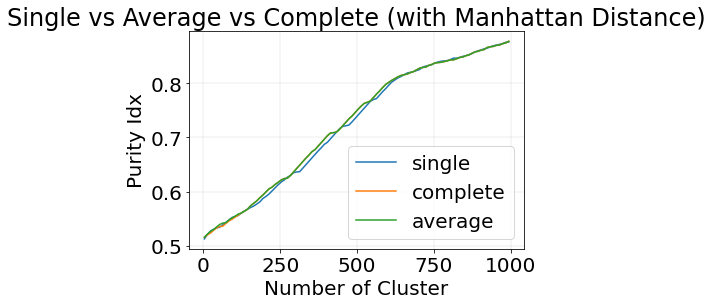 Single vs Average vs Complete (with Manhattan Distance)
Purity Idx
0.8
0.7
0.6
0.5
single
complete
average
0 250 500 750 1000
Number of Cluster